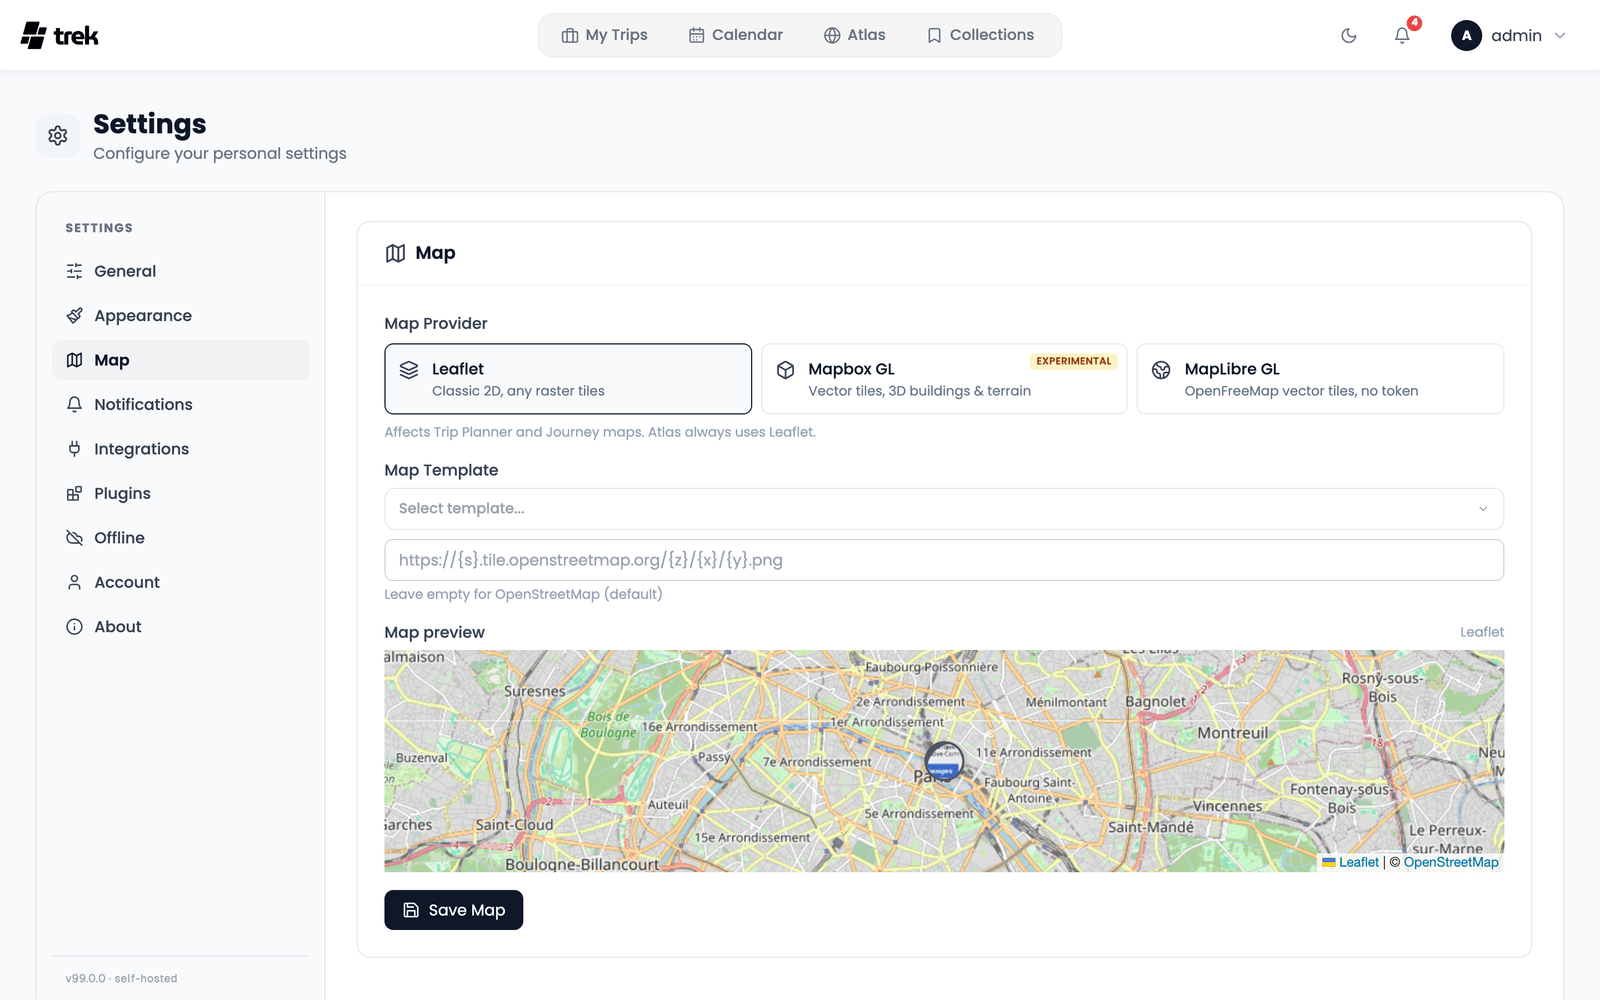 trek
My Trips
Calendar
Atlas
Collections
4
A
admin
Settings
Configure your personal settings
SETTINGS
General
Appearance
Map
Notifications
Integrations
Plugins
Offline
Account
About
v99.0.0 · self-hosted
Map
Map Provider
Leaflet
Classic 2D, any raster tiles
Mapbox GL
EXPERIMENTAL
Vector tiles, 3D buildings & terrain
MapLibre GL
OpenFreeMap vector tiles, no token
Affects Trip Planner and Journey maps. Atlas always uses Leaflet.
Map Template
Select template...
https://{s}.tile.openstreetmap.org/{z}/{x}/{y}.png
Leave empty for OpenStreetMap (default)
Map preview
Leaflet
almaison
Faubourg Poissonnière
Les Lilas
Rosny-sous-
Bois
Suresnes
2e Arrondissement
Ménilmontant
Bagnolet
Bois de
Boulogne
16e Arrondissement
1er Arrondissement
Montreuil
18
Buzenval
Passy
7e Arrondissement
11e Arrondissement
Paris
Faubourg Saint-
Antoine
Fontenay-sous-
Bois
Auteuil
5e Arrondissement
Vincennes
Garches
Saint-Cloud
15e Arrondissement
Saint-Mandé
Le Perreux-
sur-Marne
Boulogne-Billancourt
Leaflet | © OpenStreetMap
Save Map